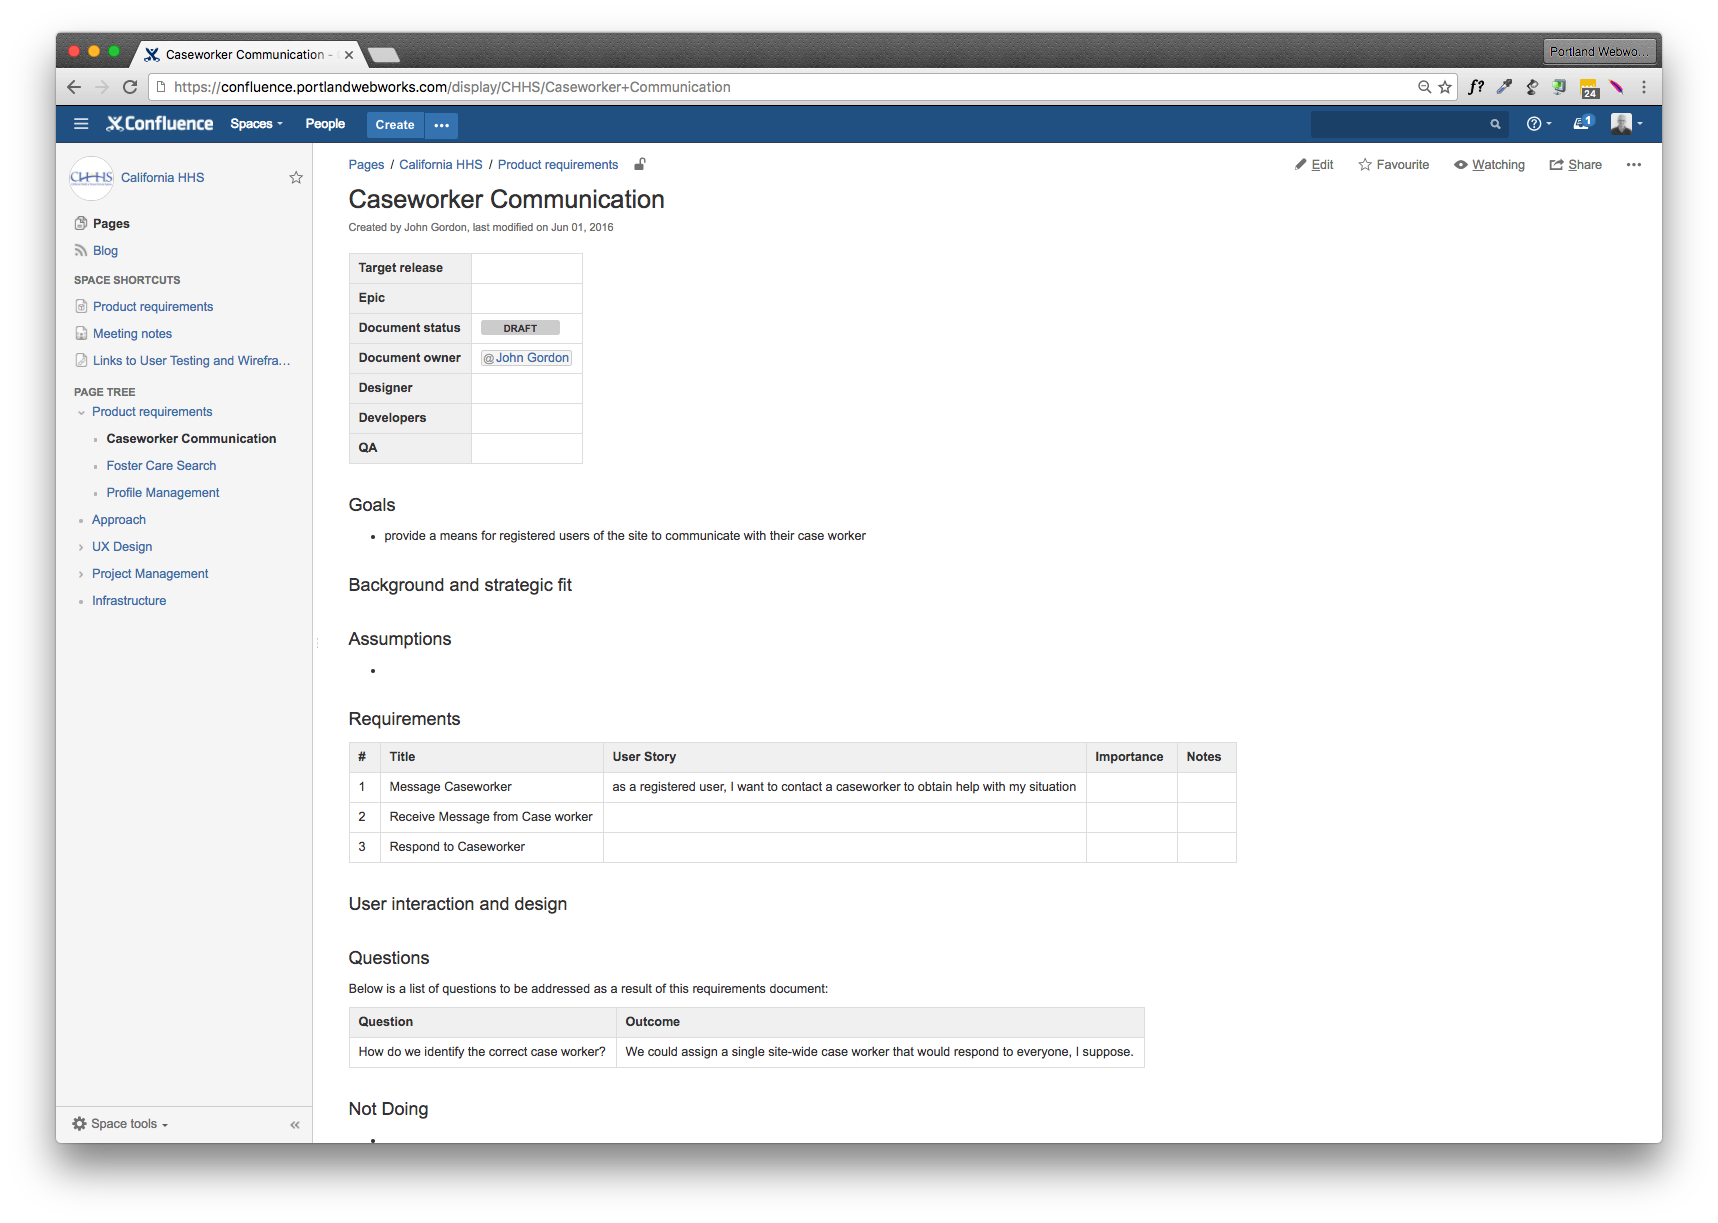 Caseworker Communication -
Portland Webwo...
https://confluence.portlandwebworks.com/display/CHHS/Caseworker+Communication
f?
24
Confluence Spaces People Create ...
1
CHHS
California HHS
Pages
Blog
SPACE SHORTCUTS
Product requirements
Meeting notes
Links to User Testing and Wirefra...
PAGE TREE
Product requirements
Caseworker Communication
Foster Care Search
Profile Management
Approach
UX Design
Project Management
Infrastructure
Space tools
Pages / California HHS / Product requirements
Edit Favourite Watching Share ...
Caseworker Communication
Created by John Gordon, last modified on Jun 01, 2016
Target release
Epic
Document status DRAFT
Document owner @John Gordon
Designer
Developers
QA
Goals
• provide a means for registered users of the site to communicate with their case worker
Background and strategic fit
Assumptions
•
Requirements
# Title User Story Importance Notes
1 Message Caseworker as a registered user, I want to contact a caseworker to obtain help with my situation
2 Receive Message from Case worker
3 Respond to Caseworker
User interaction and design
Questions
Below is a list of questions to be addressed as a result of this requirements document:
Question Outcome
How do we identify the correct case worker? We could assign a single site-wide case worker that would respond to everyone, I suppose.
Not Doing
•